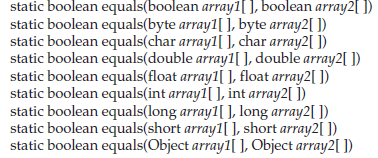 static boolean equals(boolean array1[ ], boolean array2[ ])
static boolean equals(byte array1[ ], byte array2[ ])
static boolean equals(char array1[ ], char array2[ ])
static boolean equals(double array1[ ], double array2[ ])
static boolean equals(float array1[ ], float array2[ ])
static boolean equals(int array1[ ], int array2[ ])
static boolean equals(long array1[ ], long array2[ ])
static boolean equals(short array1[ ], short array2[ ])
static boolean equals(Object array1[ ], Object array2[ ])